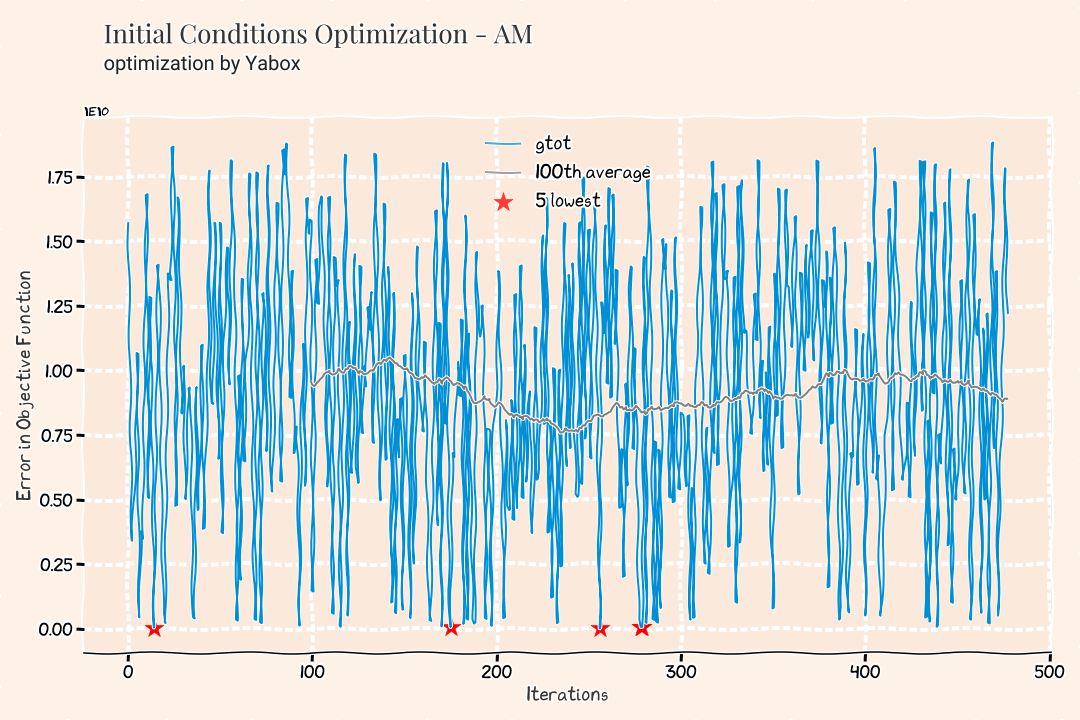 Initial Conditions Optimization - AM
optimization by Yabox
1E10
gtot
100th average
5 lowest
1.75
1.50
1.25
1.00
0.75
0.50
0.25
0.00
Error in Objective Function
0 100 200 300 400 500
Iterations